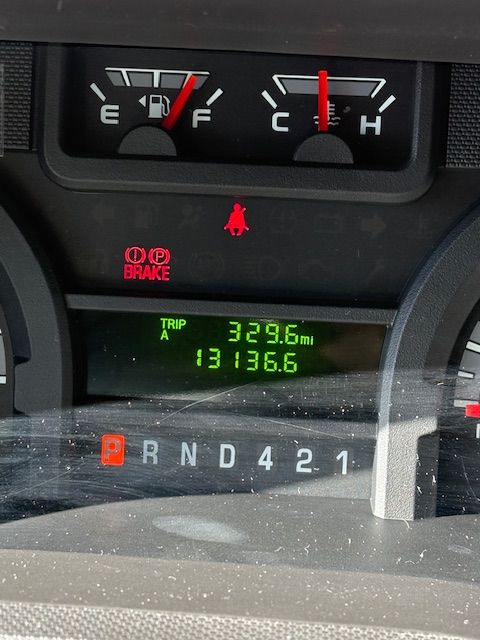 E F
C H
(!) (P)
BRAKE
TRIP 329.6mi
A 13136.6
P R N D 4 2 1